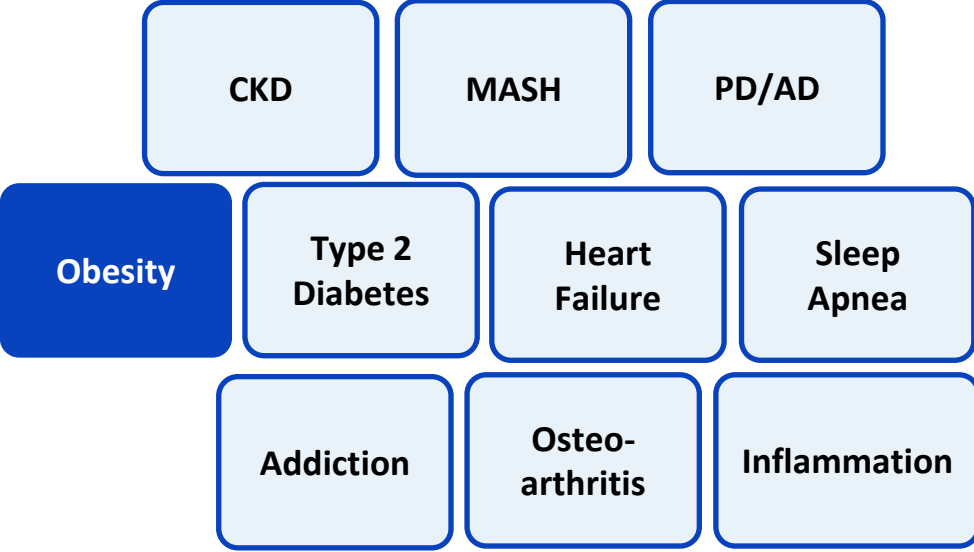 CKD
MASH
PD/AD
Obesity
Type 2
Diabetes
Heart
Failure
Sleep
Apnea
Addiction
Osteo-
arthritis
Inflammation